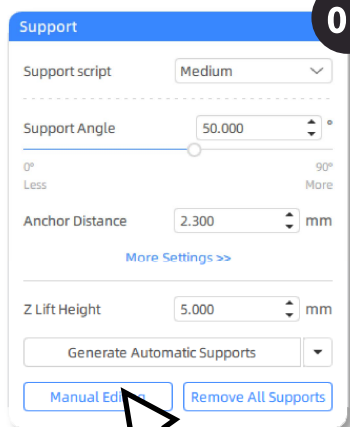 0
Support
Support script Medium
Support Angle 50.000 °
0° 90°
Less More
Anchor Distance 2.300 mm
More Settings >>
Z Lift Height 5.000 mm
Generate Automatic Supports
Manual Remove All Supports